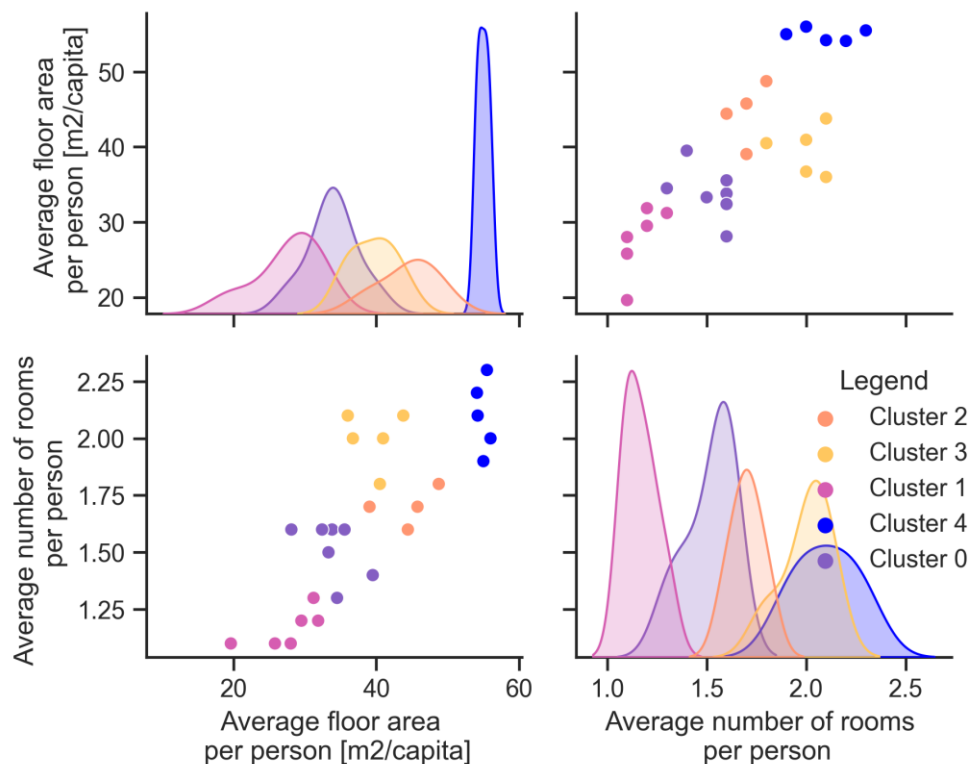 Average floor area
per person [m2/capita]
50
40
30
20
Average number of rooms
per person
2.25
2.00
1.75
1.50
1.25
20
40
60
Average floor area
per person [m2/capita]
Legend
Cluster 2
Cluster 3
Cluster 1
Cluster 4
Cluster 0
1.0
1.5
2.0
2.5
Average number of rooms
per person